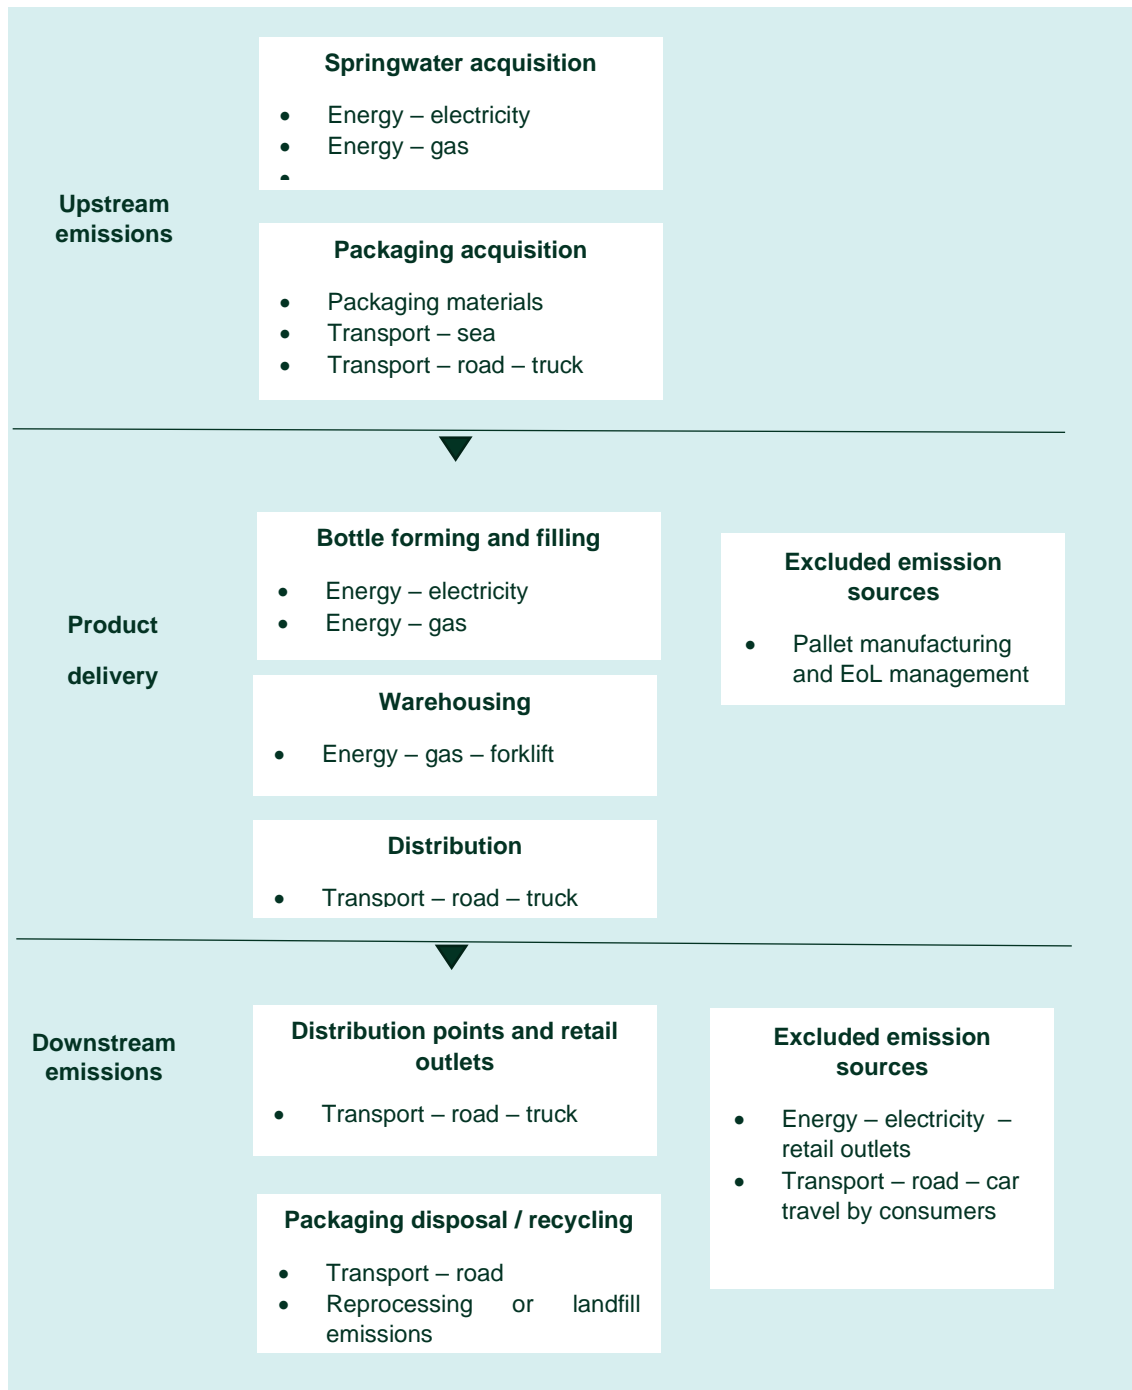 Springwater acquisition
• Energy – electricity
• Energy – gas
•
Upstream
emissions
Packaging acquisition
• Packaging materials
• Transport – sea
• Transport – road – truck
Bottle forming and filling
• Energy – electricity
• Energy – gas
Excluded emission
sources
• Pallet manufacturing
and EoL management
Product
delivery
Warehousing
• Energy – gas – forklift
Distribution
• Transport – road – truck
Downstream
emissions
Distribution points and retail
outlets
• Transport – road – truck
Excluded emission
sources
• Energy – electricity –
retail outlets
• Transport – road – car
travel by consumers
Packaging disposal / recycling
• Transport – road
• Reprocessing or landfill
emissions